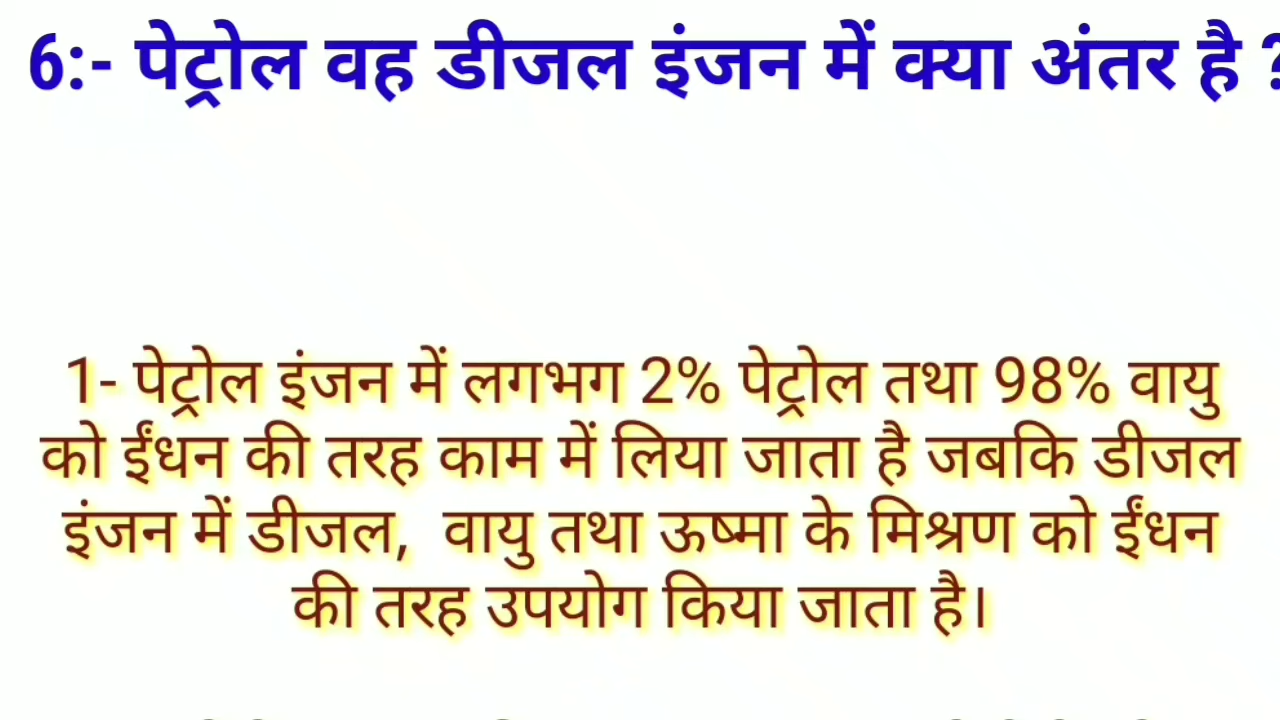 6:- पेट्रोल वह डीजल इंजन में क्या अंतर है ?
1- पेट्रोल इंजन में लगभग 2% पेट्रोल तथा 98% वायु
को ईंधन की तरह काम में लिया जाता है जबकि डीजल
इंजन में डीजल, वायु तथा ऊष्मा के मिश्रण को ईंधन
की तरह उपयोग किया जाता है।